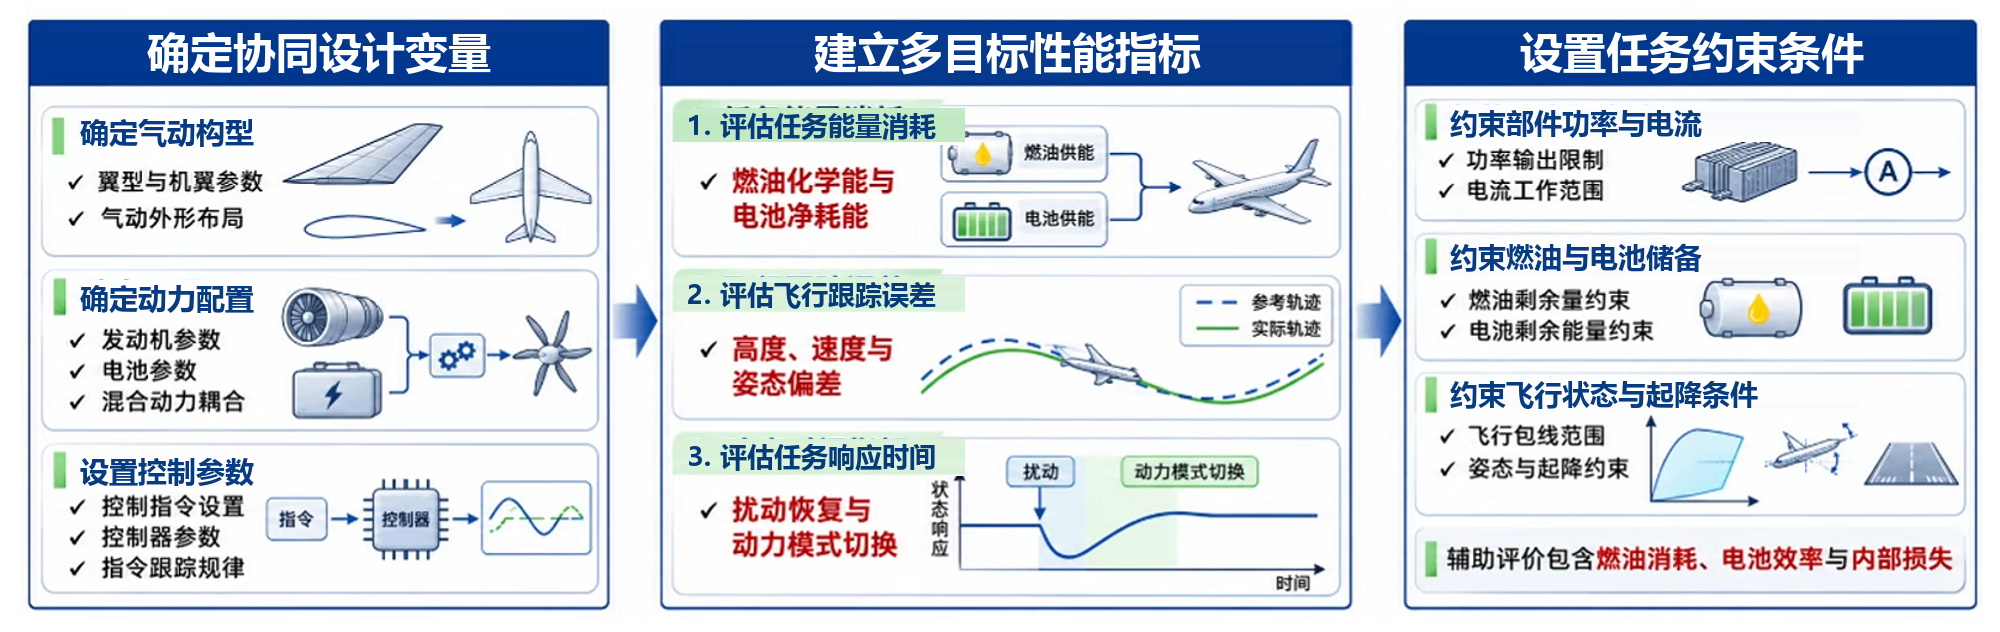 确定协同设计变量
确定气动构型
✓ 翼型与机翼参数
✓ 气动外形布局
确定动力配置
✓ 发动机参数
✓ 电池参数
✓ 混合动力耦合
设置控制参数
✓ 控制指令设置
✓ 控制器参数
✓ 指令跟踪规律
指令
控制器
建立多目标性能指标
1. 评估任务能量消耗
✓ 燃油化学能与
电池净耗能
燃油供能
电池供能
2. 评估飞行跟踪误差
✓ 高度、速度与
姿态偏差
参考轨迹
实际轨迹
3. 评估任务响应时间
✓ 扰动恢复与
动力模式切换
状态响应
扰动
动力模式切换
时间
设置任务约束条件
约束部件功率与电流
✓ 功率输出限制
✓ 电流工作范围
A
约束燃油与电池储备
✓ 燃油剩余量约束
✓ 电池剩余能量约束
约束飞行状态与起降条件
✓ 飞行包线范围
✓ 姿态与起降约束
辅助评价包含燃油消耗、电池效率与内部损失